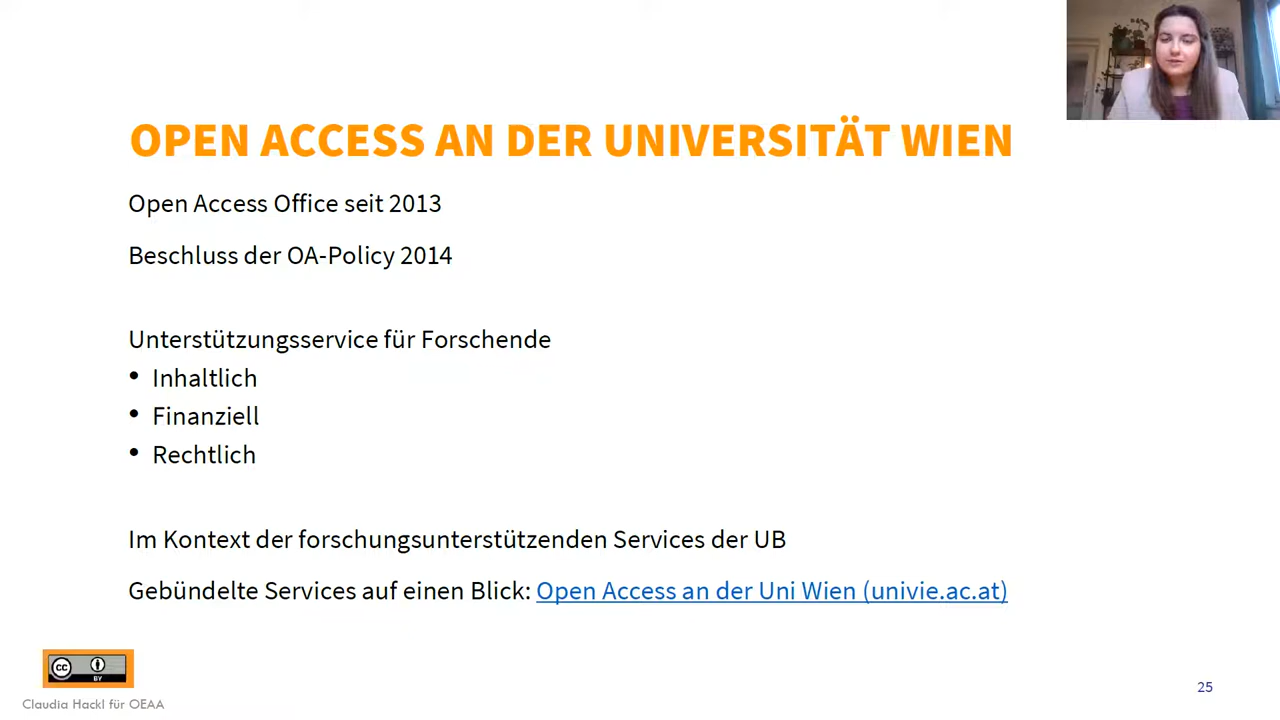 OPEN ACCESS AN DER UNIVERSITÄT WIEN
Open Access Office seit 2013
Beschluss der OA-Policy 2014
Unterstützungsservice für Forschende
• Inhaltlich
• Finanziell
• Rechtlich
Im Kontext der forschungsunterstützenden Services der UB
Gebündelte Services auf einen Blick: Open Access an der Uni Wien (univie.ac.at)
cc
BY
Claudia Hackl für OEAA
25